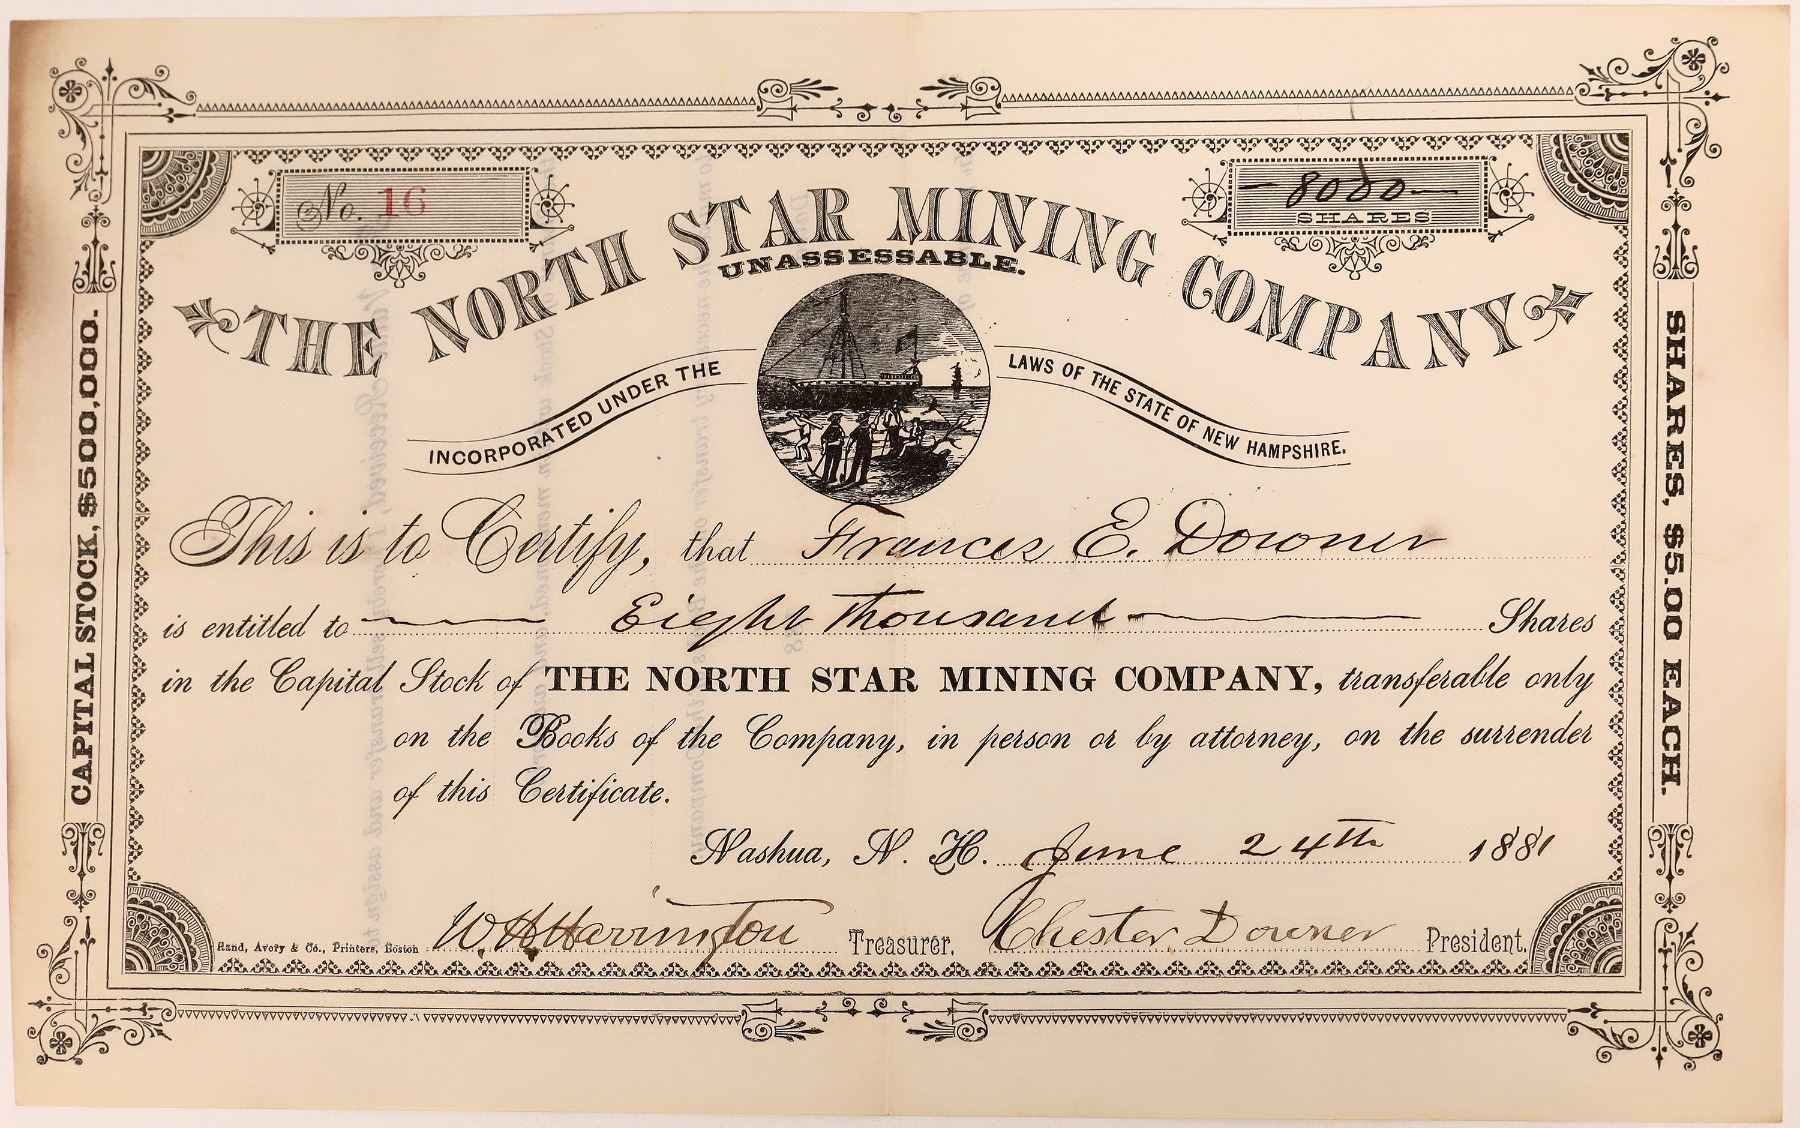 No. 16
8000
SHARES
THE NORTH STAR MINING COMPANY
UNASSESSABLE.
INCORPORATED UNDER THE LAWS OF THE STATE OF NEW HAMPSHIRE.
CAPITAL STOCK, $500,000.
SHARES, $5.00 EACH.
This is to Certify, that Frances E. Downer
is entitled to Eight Thousand Shares
in the Capital Stock of THE NORTH STAR MINING COMPANY, transferable only
on the Books of the Company, in person or by attorney, on the surrender
of this Certificate.
Nashua, N. H. June 24th 1881
Rand, Avery & Co., Printers, Boston
W. H. Harrington Treasurer. Chester Downer President.